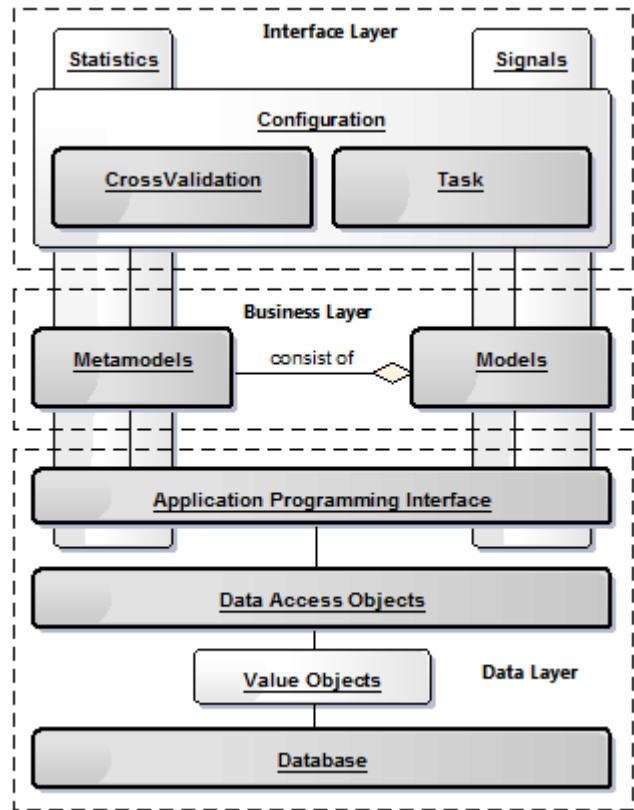 Interface Layer
Statistics
Signals
Configuration
CrossValidation
Task
Business Layer
Metamodels
consist of
Models
Application Programming Interface
Data Access Objects
Value Objects
Data Layer
Database